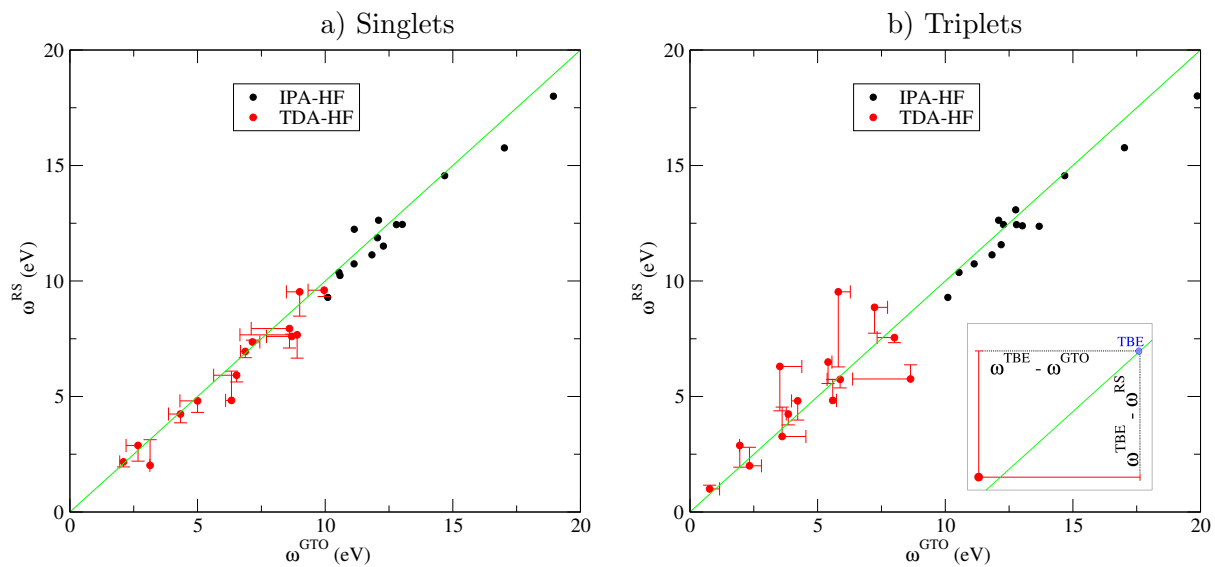 a) Singlets
20
15
10
5
0
0
5
10
15
20
ω^RS (eV)
ω^GTO (eV)
IPA-HF
TDA-HF
b) Triplets
20
15
10
5
0
0
5
10
15
20
ω^RS (eV)
ω^GTO (eV)
IPA-HF
TDA-HF
TBE
ω^TBE - ω^GTO
ω^TBE - ω^RS